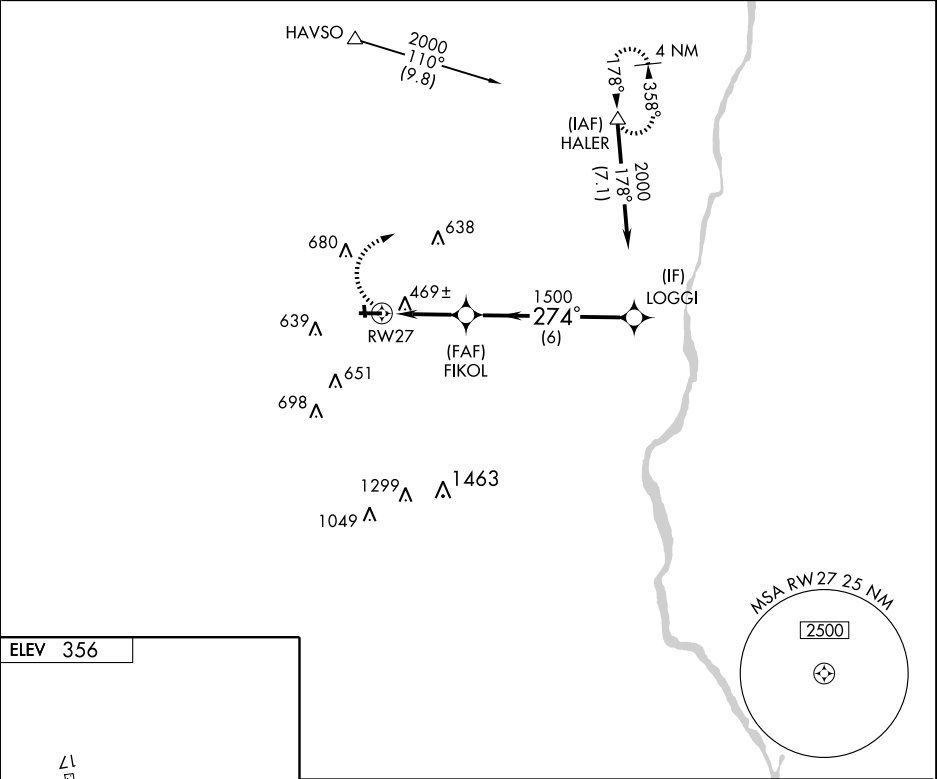 HAVSO
2000
110°
(9.8)
4 NM
178°
358°
(IAF)
HALER
2000
178°
(7.1)
680
638
469±
1500
274°
(6)
(IF)
LOGGI
RW27
(FAF)
FIKOL
639
651
698
1299
1463
1049
MSA RW27 25 NM
2500
ELEV 356
17